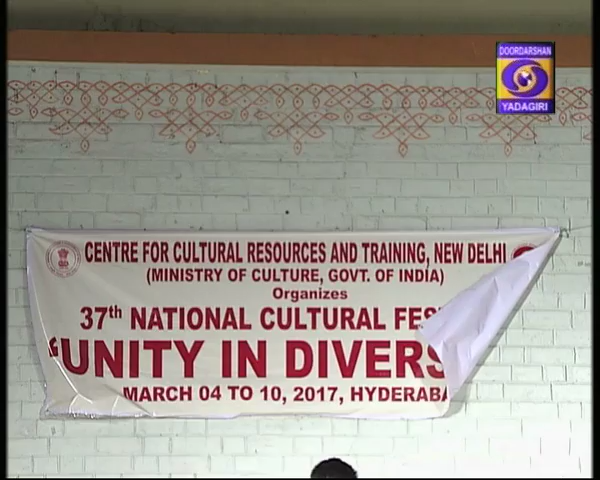 DOORDARSHAN
YADAGIRI
CENTRE FOR CULTURAL RESOURCES AND TRAINING, NEW DELHI
(MINISTRY OF CULTURE, GOVT. OF INDIA)
Organizes
37th NATIONAL CULTURAL FES
"UNITY IN DIVERS
MARCH 04 TO 10, 2017, HYDERABA